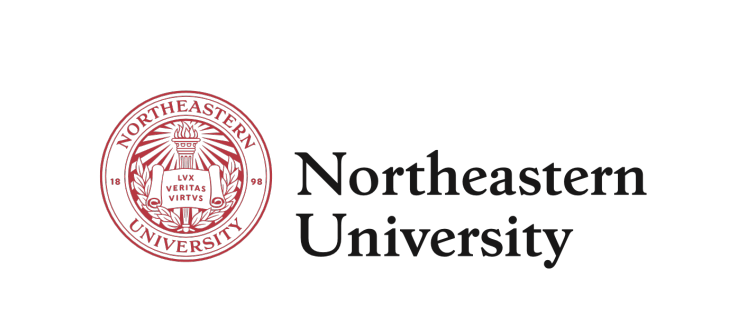 NORTHEASTERN
LVX
VERITAS
VIRTVS
18 98
UNIVERSITY
Northeastern
University